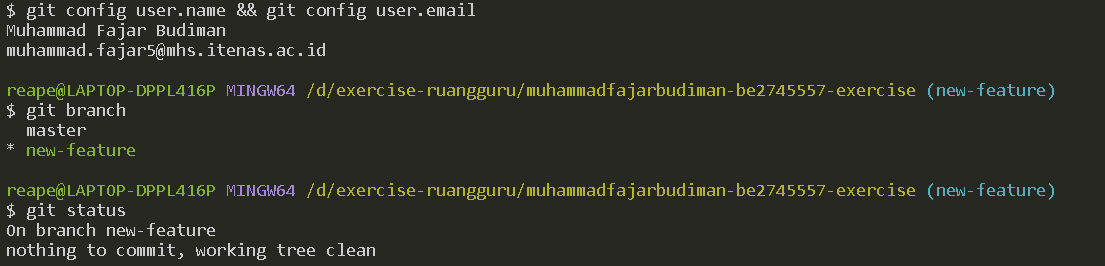 $ git config user.name && git config user.email
Muhammad Fajar Budiman
muhammad.fajar5@mhs.itenas.ac.id
reape@LAPTOP-DPPL416P MINGW64 /d/exercise-ruangguru/muhammadfajarbudiman-be2745557-exercise (new-feature)
$ git branch
  master
* new-feature
reape@LAPTOP-DPPL416P MINGW64 /d/exercise-ruangguru/muhammadfajarbudiman-be2745557-exercise (new-feature)
$ git status
On branch new-feature
nothing to commit, working tree clean